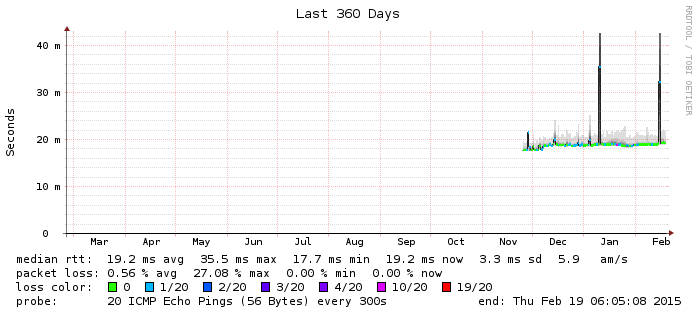 Last 360 Days
RRDTOOL / TOBI OETIKER
Seconds
40 m
30 m
20 m
10 m
0
Mar Apr May Jun Jul Aug Sep Oct Nov Dec Jan Feb
median rtt: 19.2 ms avg 35.5 ms max 17.7 ms min 19.2 ms now 3.3 ms sd 5.9 am/s
packet loss: 0.56 % avg 27.08 % max 0.00 % min 0.00 % now
loss color: 0 1/20 2/20 3/20 4/20 10/20 19/20
probe: 20 ICMP Echo Pings (56 Bytes) every 300s end: Thu Feb 19 06:05:08 2015